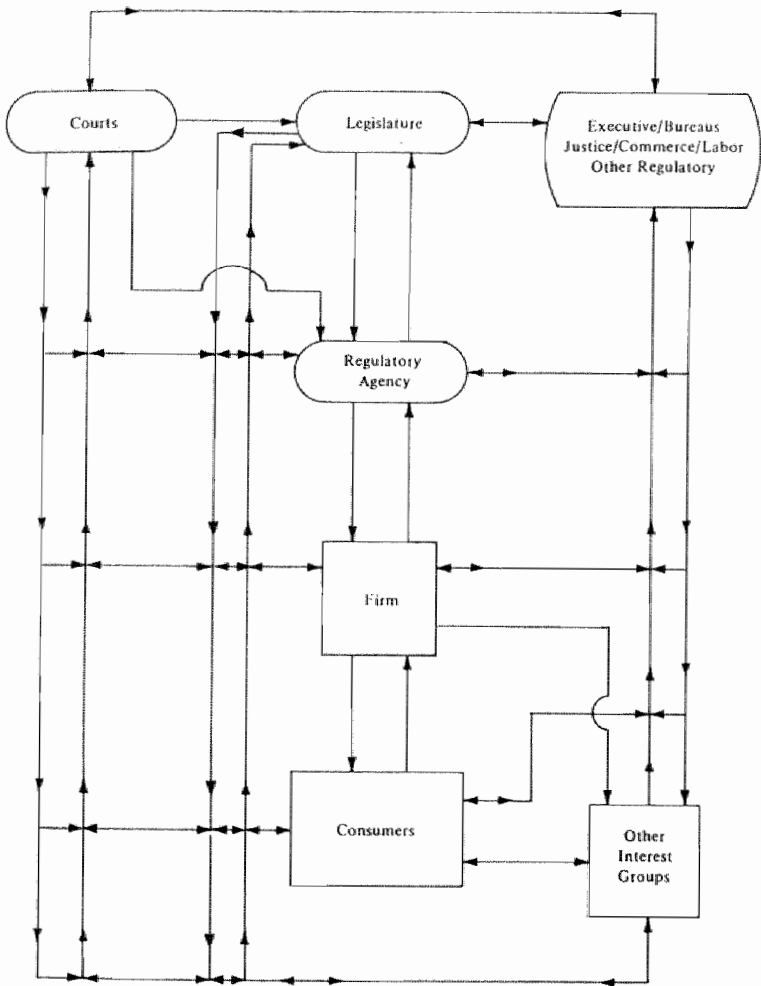 Courts
Legislature
Executive/Bureaus
Justice/Commerce/Labor
Other Regulatory
Regulatory
Agency
Firm
Consumers
Other
Interest
Groups